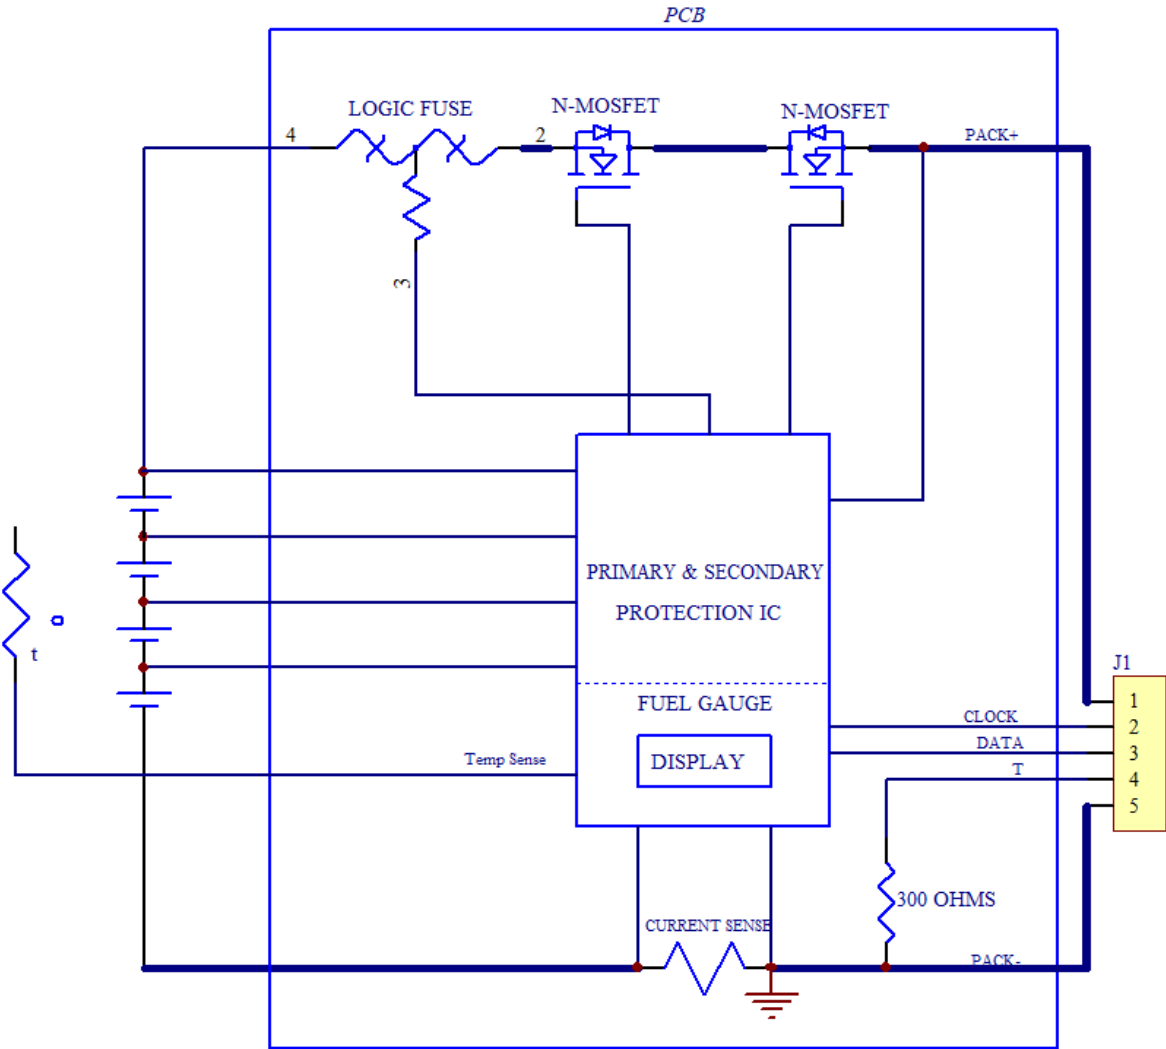 PCB
LOGIC FUSE
N-MOSFET
N-MOSFET
4
2
PACK+
3
PRIMARY & SECONDARY
PROTECTION IC
t
J1
FUEL GAUGE
1
CLOCK
2
DATA
3
Temp Sense
DISPLAY
T
4
5
300 OHMS
CURRENT SENSE
PACK-